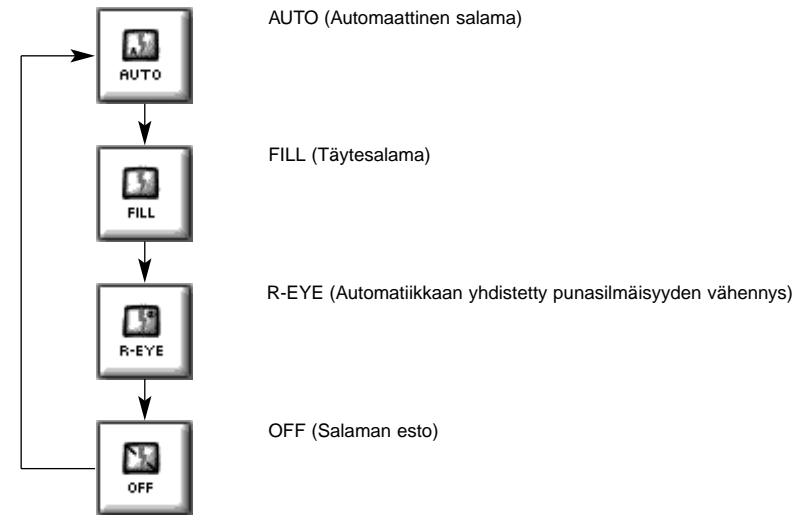 AUTO (Automaattinen salama)
AUTO
FILL (Täytesalama)
FILL
R-EYE (Automatiikkaan yhdistetty punasilmäisyyden vähennys)
R-EYE
OFF (Salaman esto)
OFF